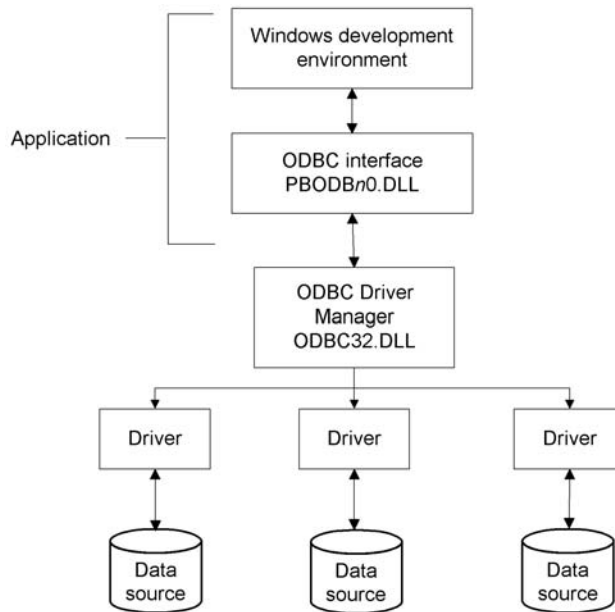 Windows development
environment
Application
ODBC interface
PBODBn0.DLL
ODBC Driver
Manager
ODBC32.DLL
Driver
Driver
Driver
Data
source
Data
source
Data
source